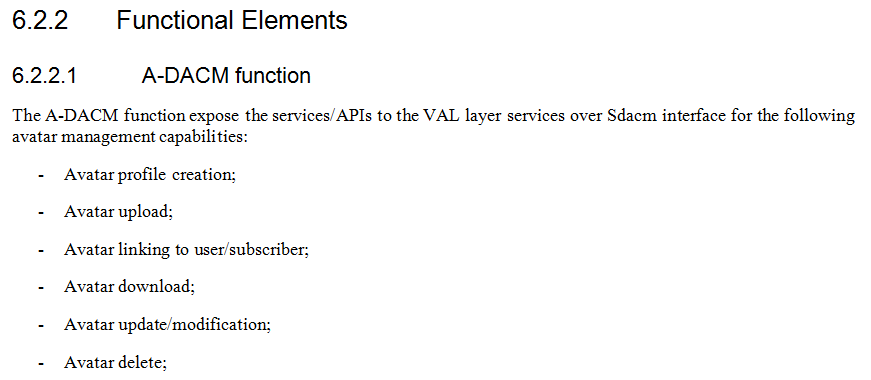 6.2.2 Functional Elements
6.2.2.1 A-DACM function
The A-DACM function expose the services/APIs to the VAL layer services over Sdacm interface for the following
avatar management capabilities:
- Avatar profile creation;
- Avatar upload;
- Avatar linking to user/subscriber;
- Avatar download;
- Avatar update/modification;
- Avatar delete;